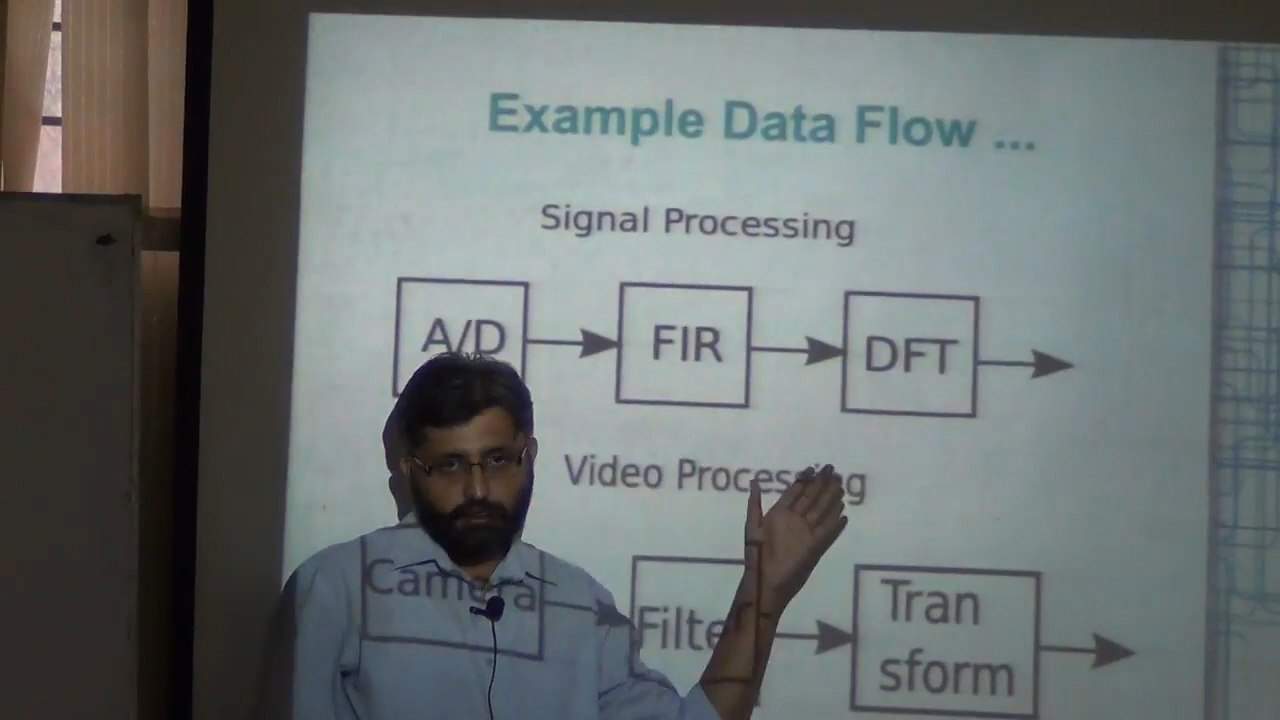 Example Data Flow ...
Signal Processing
A/D
FIR
DFT
Video Processing
Camera
Filter
Tran
sform